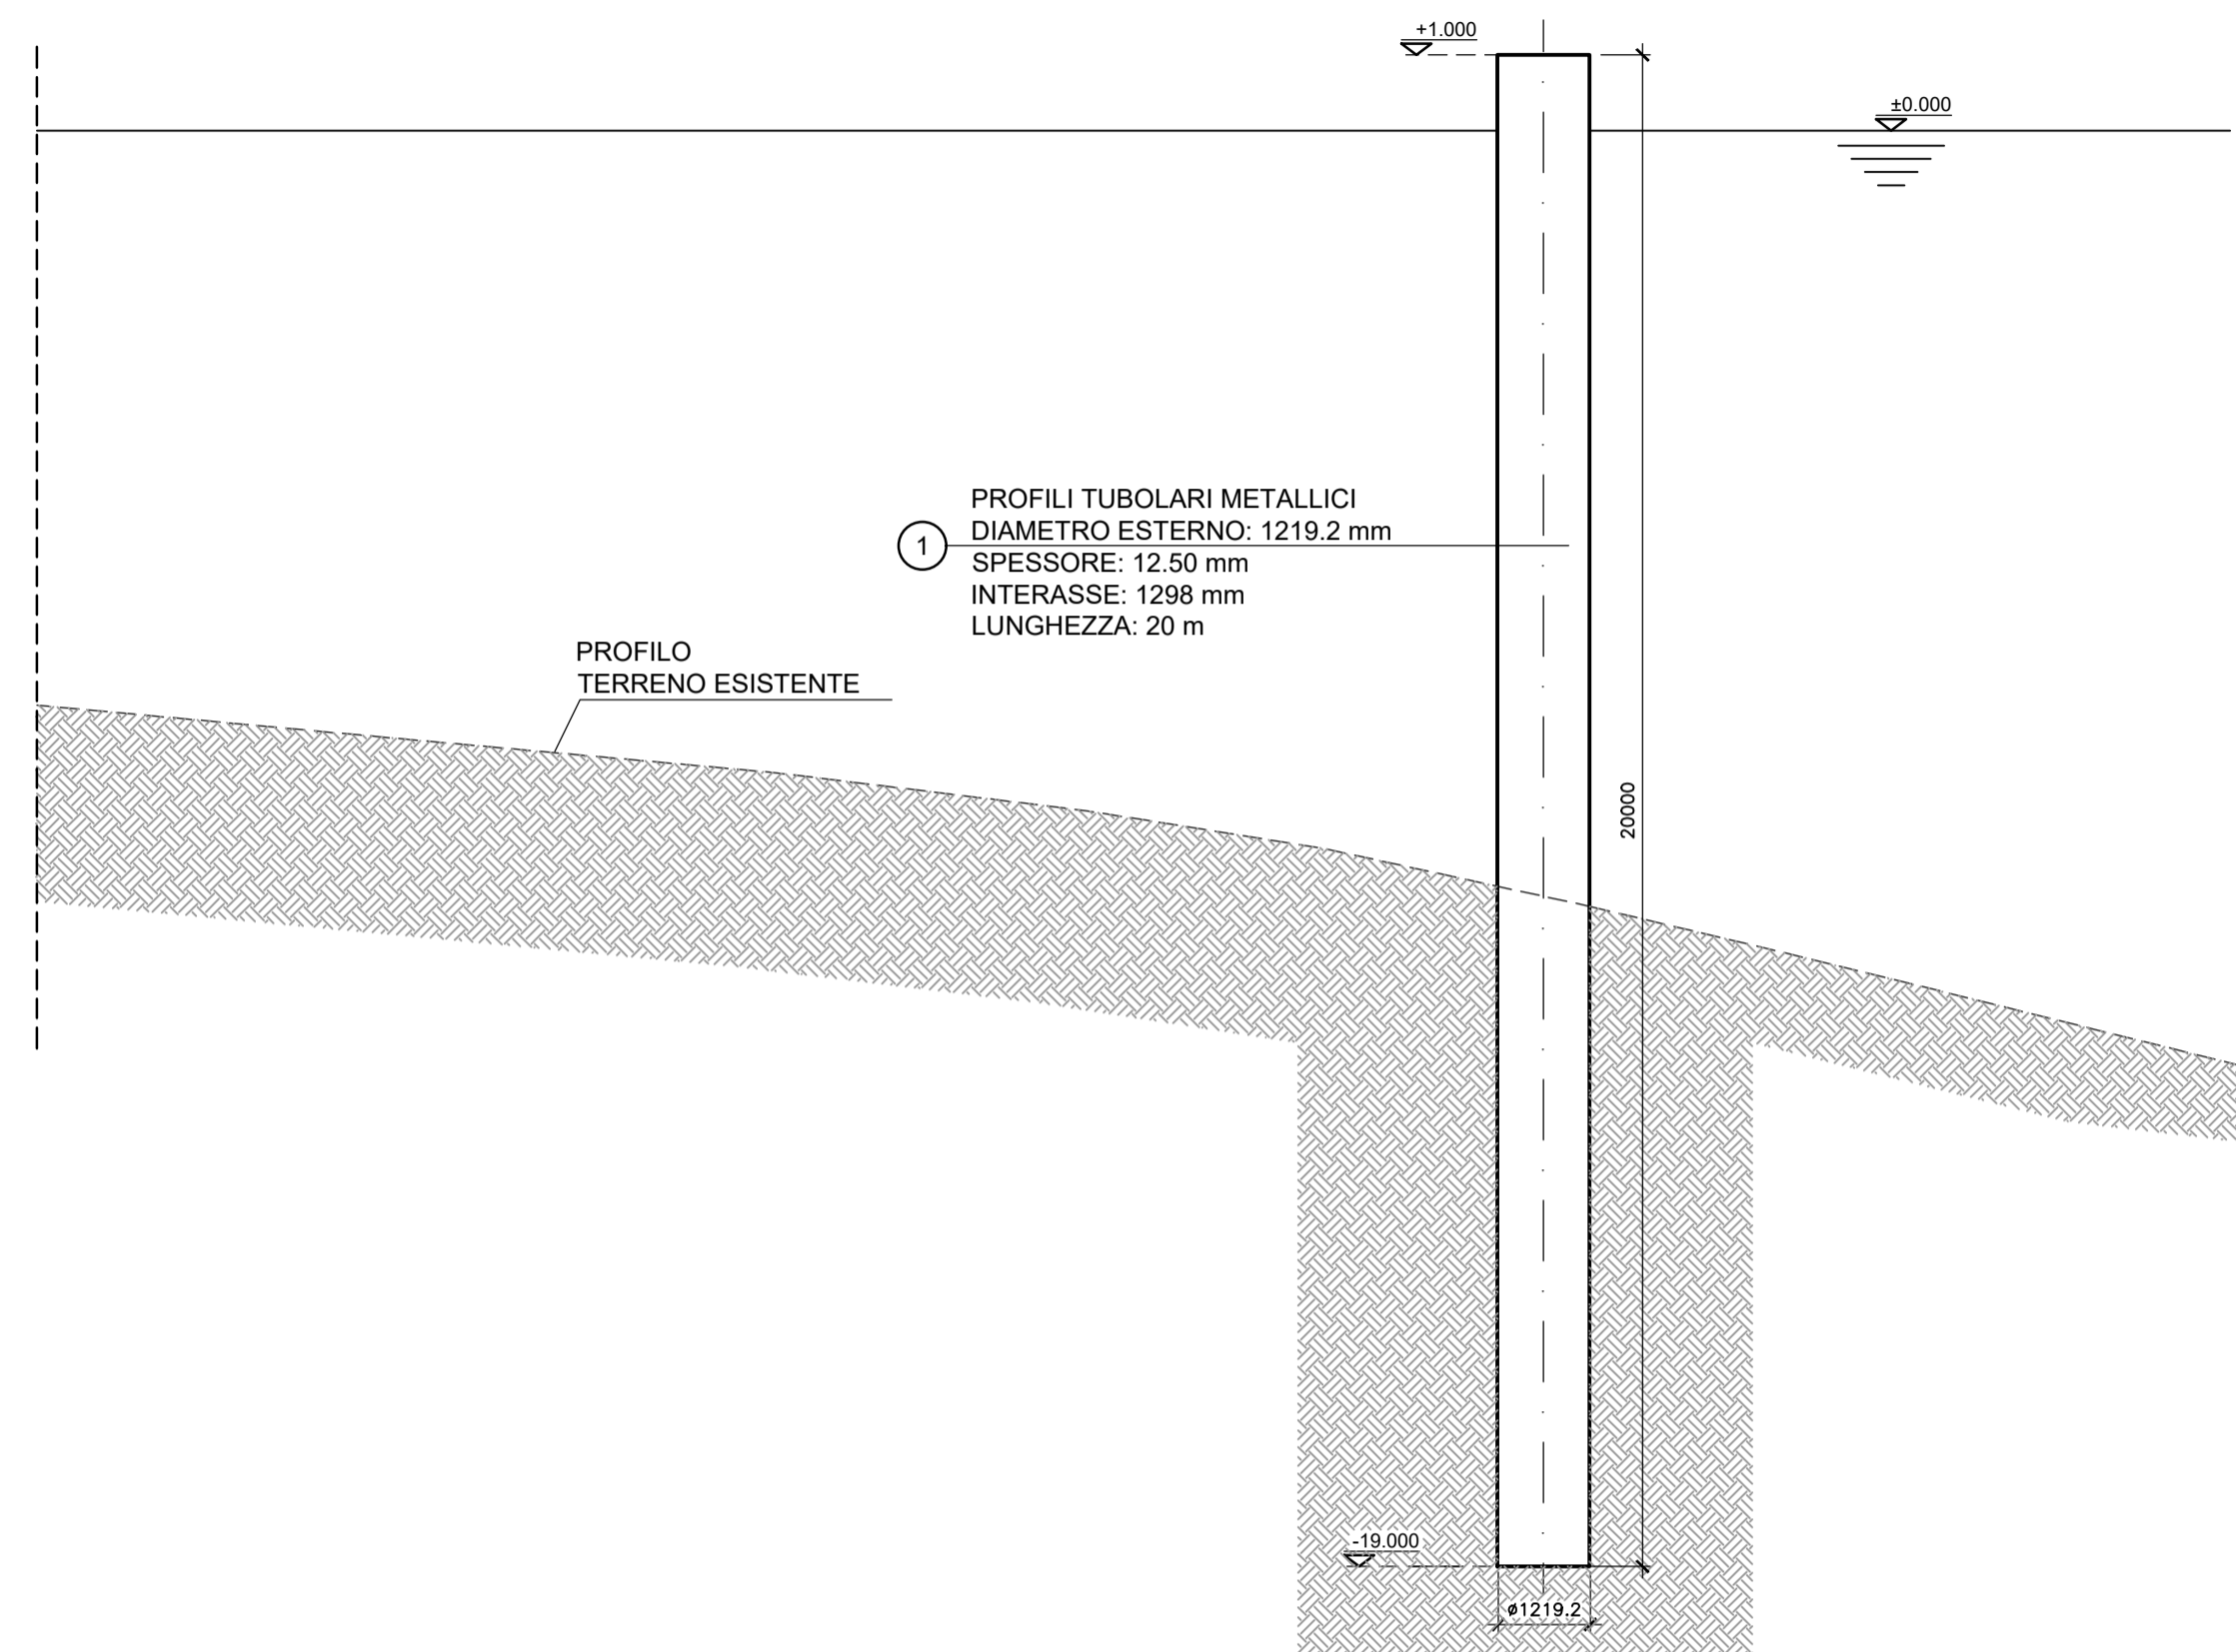 +1.000
±0.000
1
PROFILI TUBOLARI METALLICI
DIAMETRO ESTERNO: 1219.2 mm
SPESSORE: 12.50 mm
INTERASSE: 1298 mm
LUNGHEZZA: 20 m
PROFILO
TERRENO ESISTENTE
20000
-19.000
ø1219.2